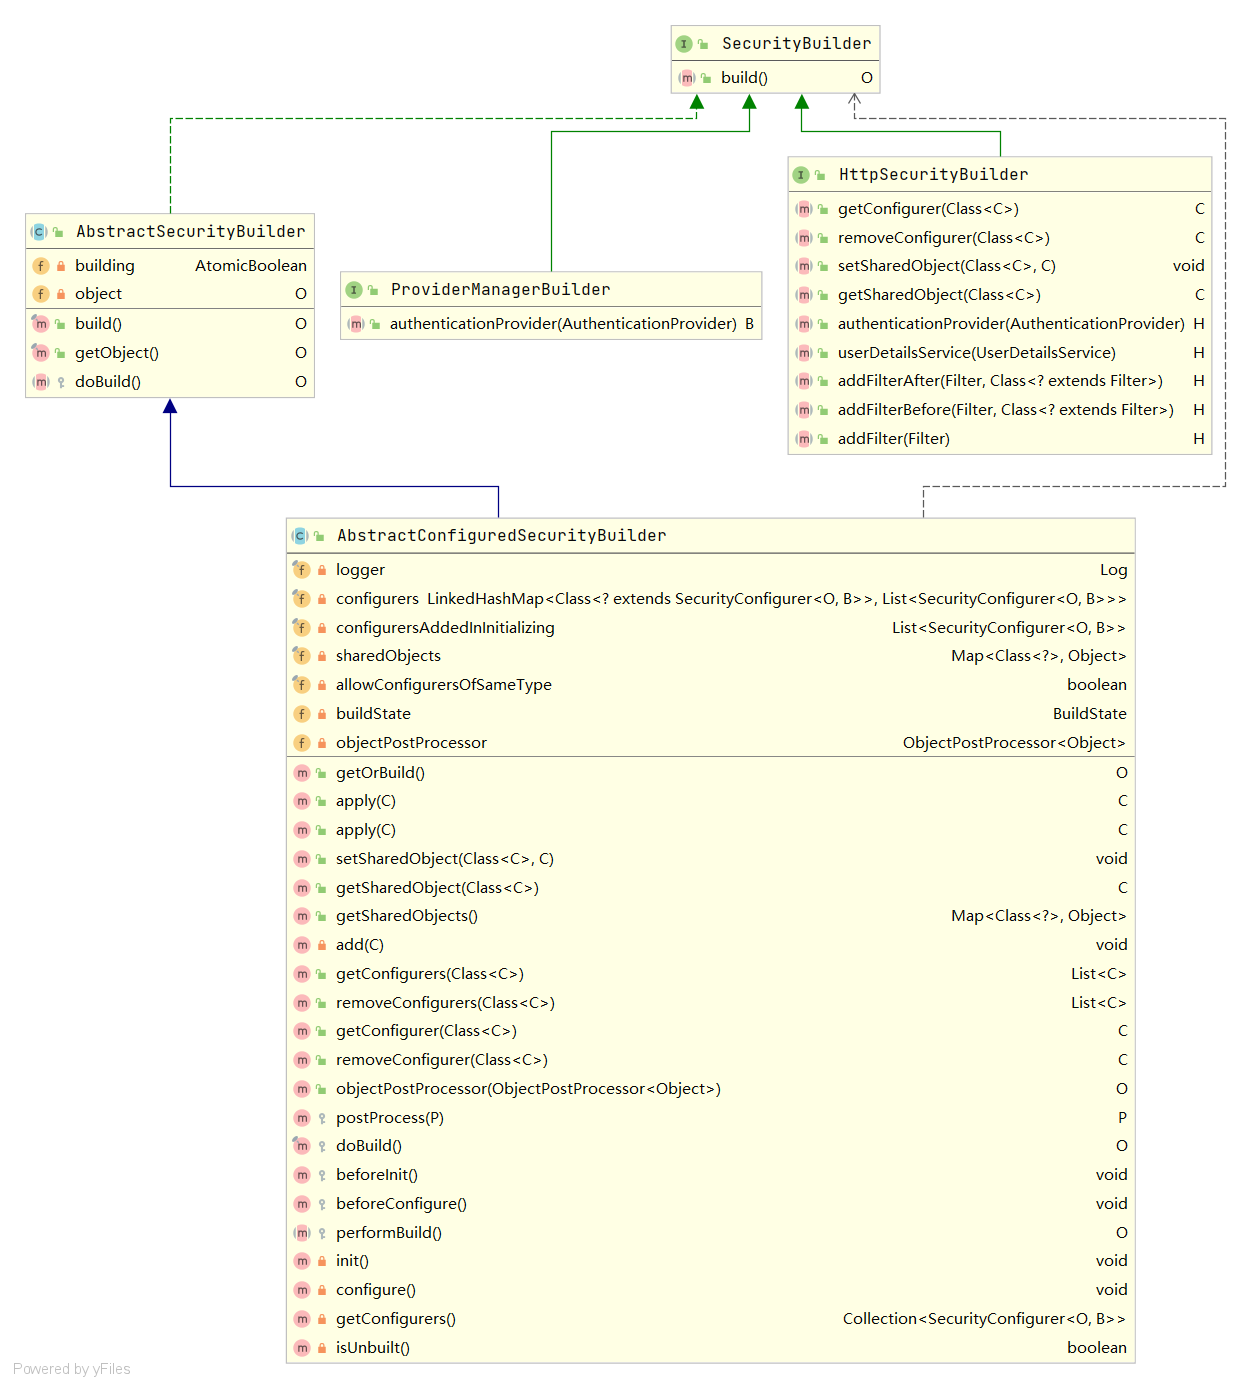 SecurityBuilder
build() O
HttpSecurityBuilder
getConfigurer(Class<C>) C
removeConfigurer(Class<C>) C
setSharedObject(Class<C>, C) void
getSharedObject(Class<C>) C
authenticationProvider(AuthenticationProvider) H
userDetailsService(UserDetailsService) H
addFilterAfter(Filter, Class<? extends Filter>) H
addFilterBefore(Filter, Class<? extends Filter>) H
addFilter(Filter) H
AbstractSecurityBuilder
building AtomicBoolean
object O
build() O
getObject() O
doBuild() O
ProviderManagerBuilder
authenticationProvider(AuthenticationProvider) B
AbstractConfiguredSecurityBuilder
logger Log
configurers LinkedHashMap<Class<? extends SecurityConfigurer<O, B>>, List<SecurityConfigurer<O, B>>>
configurersAddedInInitializing List<SecurityConfigurer<O, B>>
sharedObjects Map<Class<?>, Object>
allowConfigurersOfSameType boolean
buildState BuildState
objectPostProcessor ObjectPostProcessor<Object>
getOrBuild() O
apply(C) C
apply(C) C
setSharedObject(Class<C>, C) void
getSharedObject(Class<C>) C
getSharedObjects() Map<Class<?>, Object>
add(C) void
getConfigurers(Class<C>) List<C>
removeConfigurers(Class<C>) List<C>
getConfigurer(Class<C>) C
removeConfigurer(Class<C>) C
objectPostProcessor(ObjectPostProcessor<Object>) O
postProcess(P) P
doBuild() O
beforeInit() void
beforeConfigure() void
performBuild() O
init() void
configure() void
getConfigurers() Collection<SecurityConfigurer<O, B>>
isUnbuilt() boolean
Powered by yFiles